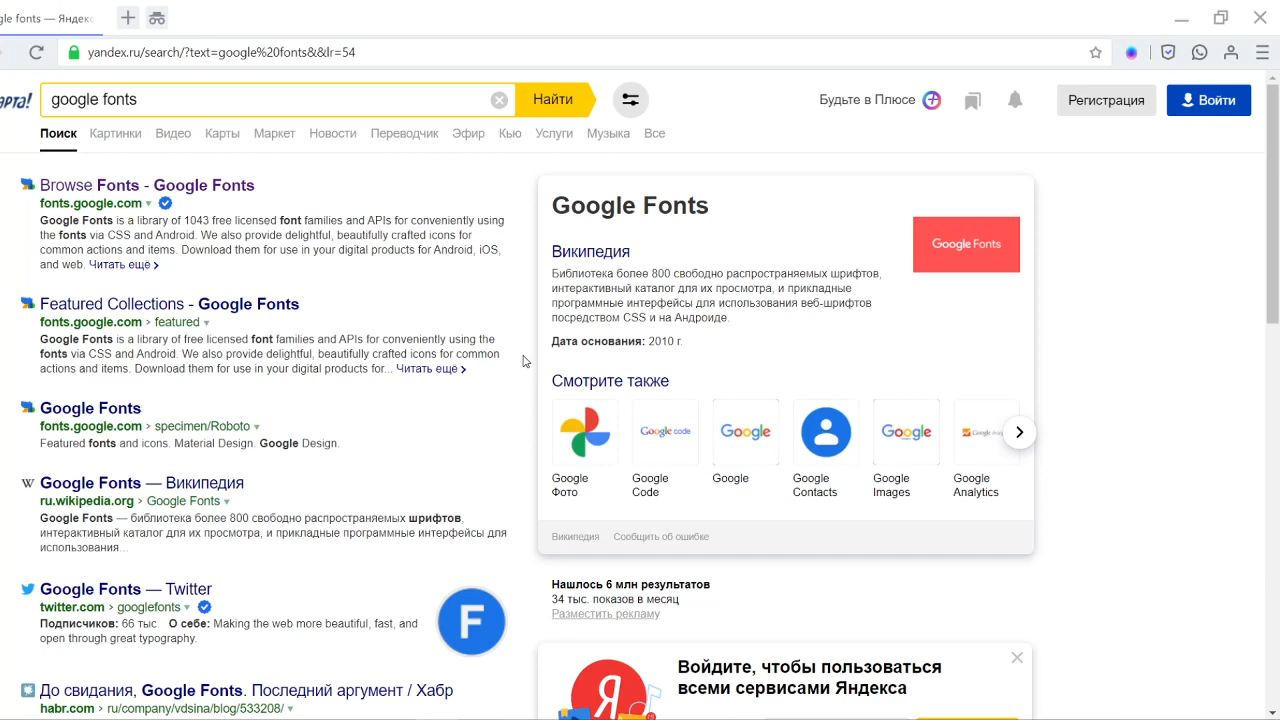 gle fonts — Яндекс
yandex.ru/search/?text=google%20fonts&&lr=54
арта!
google fonts
Найти
Будьте в Плюсе
Регистрация
Войти
Поиск Картинки Видео Карты Маркет Новости Переводчик Эфир Кью Услуги Музыка Все
Browse Fonts - Google Fonts
fonts.google.com
Google Fonts is a library of 1043 free licensed font families and APIs for conveniently using
the fonts via CSS and Android. We also provide delightful, beautifully crafted icons for
common actions and items. Download them for use in your digital products for Android, iOS,
and web. Читать ещё >
Featured Collections - Google Fonts
fonts.google.com › featured
Google Fonts is a library of free licensed font families and APIs for conveniently using the
fonts via CSS and Android. We also provide delightful, beautifully crafted icons for common
actions and items. Download them for use in your digital products for... Читать ещё >
Google Fonts
fonts.google.com › specimen/Roboto
Featured fonts and icons. Material Design. Google Design.
Google Fonts — Википедия
ru.wikipedia.org › Google Fonts
Google Fonts — библиотека более 800 свободно распространяемых шрифтов,
интерактивный каталог для их просмотра, и прикладные программные интерфейсы для
использования...
Google Fonts — Twitter
twitter.com › googlefonts
Подписчиков: 66 тыс. О себе: Making the web more beautiful, fast, and
open through great typography.
F
До свидания, Google Fonts. Последний аргумент / Хабр
habr.com › ru/company/vdsina/blog/533208/
Google Fonts
Google Fonts
Википедия
Библиотека более 800 свободно распространяемых шрифтов,
интерактивный каталог для их просмотра, и прикладные
программные интерфейсы для использования веб-шрифтов
посредством CSS и на Андроиде.
Дата основания: 2010 г.
Смотрите также
Google code
Google
Google
Google
Фото
Google
Code
Google
Google
Contacts
Google
Images
Google
Analytics
Википедия Сообщить об ошибке
Нашлось 6 млн результатов
34 тыс. показов в месяц
Разместить рекламу
Войдите, чтобы пользоваться
всеми сервисами Яндекса
Я